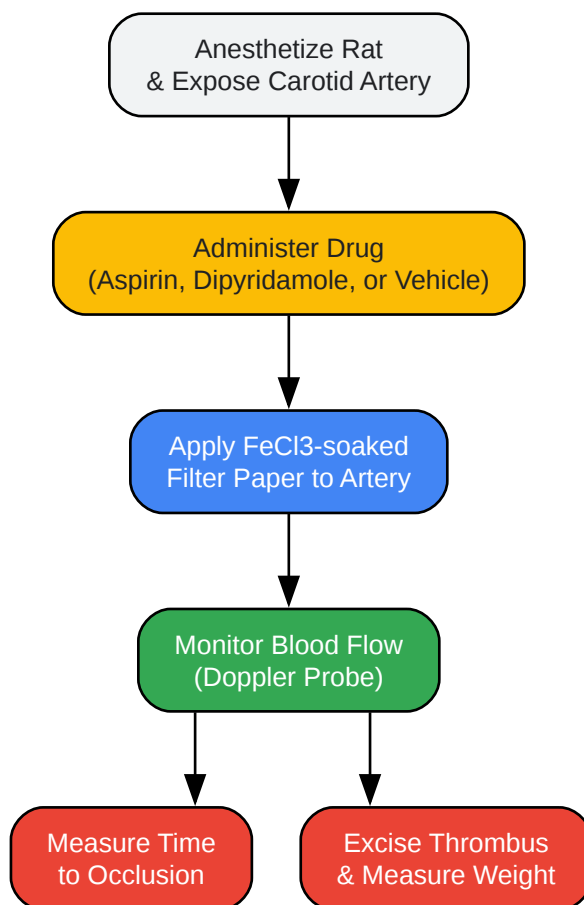 Anesthetize Rat
& Expose Carotid Artery
Administer Drug
(Aspirin, Dipyridamole, or Vehicle)
Apply FeCl3-soaked
Filter Paper to Artery
Monitor Blood Flow
(Doppler Probe)
Measure Time
to Occlusion
Excise Thrombus
& Measure Weight